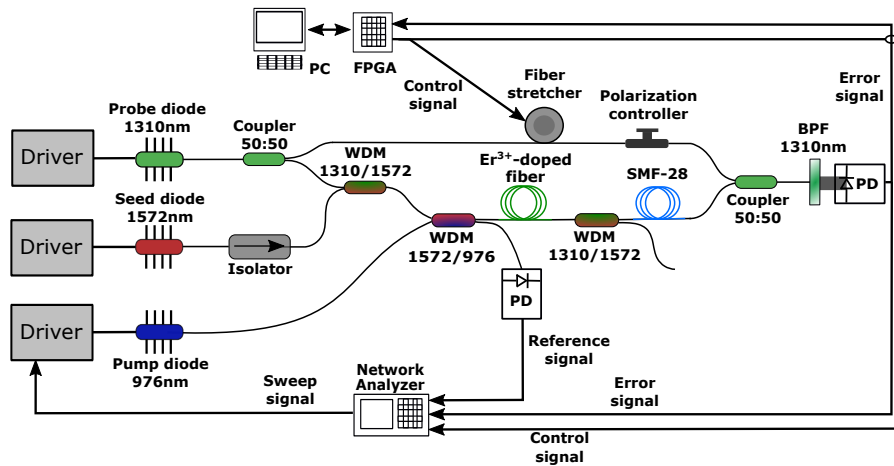 PC
FPGA
Control
signal
Fiber
stretcher
Polarization
controller
Error
signal
Probe diode
1310nm
Coupler
50:50
BPF
1310nm
Driver
WDM
1310/1572
Er³⁺-doped
fiber
SMF-28
PD
Coupler
50:50
Seed diode
1572nm
Driver
Isolator
WDM
1572/976
WDM
1310/1572
PD
Driver
Pump diode
976nm
Reference
signal
Sweep
signal
Network
Analyzer
Error
signal
Control
signal